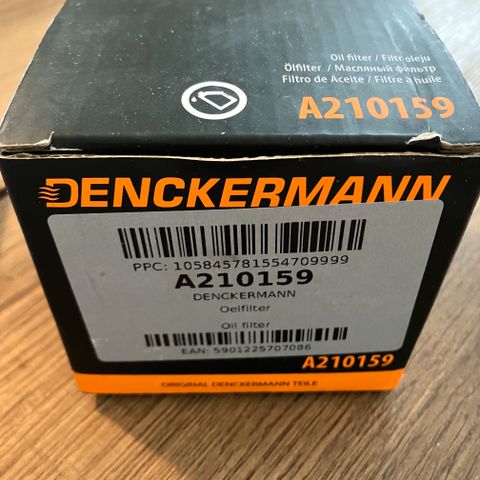 Oil filter / Filtr oleju
Ölfilter / Масляный фильтр
Filtro de Aceite / Filtre à huile
A210159
DENCKERMANN
PPC: 105845781554709999
A210159
DENCKERMANN
Oelfilter
Oil filter
EAN: 5901225707086
A210159
ORIGINAL DENCKERMANN TEILE